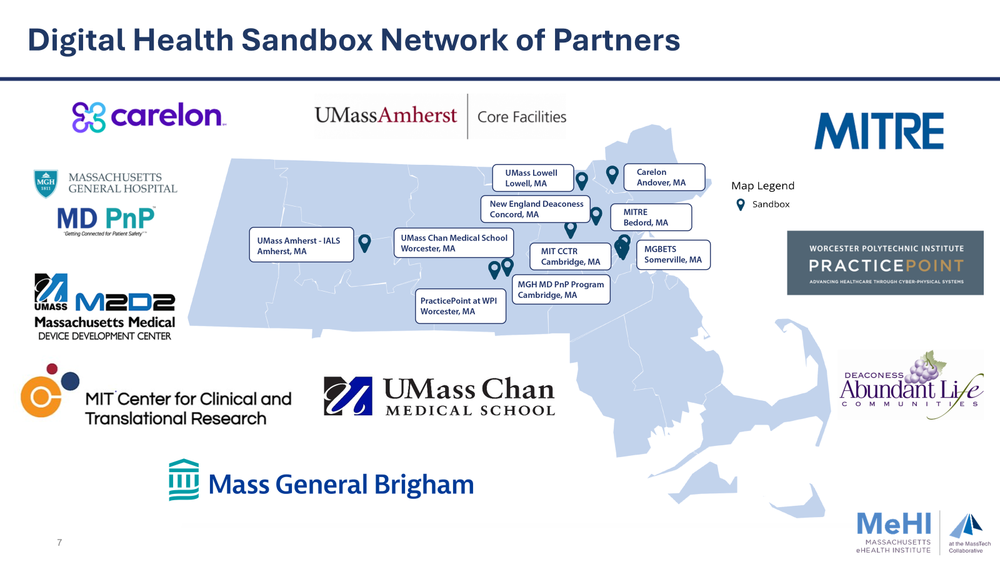 Digital Health Sandbox Network of Partners
carelon
UMassAmherst | Core Facilities
MITRE
MGH
1811
MASSACHUSETTS
GENERAL HOSPITAL
MD PnP™
"Getting Connected for Patient Safety"™
UMass Lowell
Lowell, MA
Carelon
Andover, MA
Map Legend
Sandbox
New England Deaconess
Concord, MA
MITRE
Bedord, MA
UMass Amherst - IALS
Amherst, MA
UMass Chan Medical School
Worcester, MA
MIT CCTR
Cambridge, MA
MGBETS
Somerville, MA
MGH MD PnP Program
Cambridge, MA
PracticePoint at WPI
Worcester, MA
WORCESTER POLYTECHNIC INSTITUTE
PRACTICEPOINT
ADVANCING HEALTHCARE THROUGH CYBER-PHYSICAL SYSTEMS
UMASS
M2D2
Massachusetts Medical
DEVICE DEVELOPMENT CENTER
MIT Center for Clinical and
Translational Research
UMass Chan
MEDICAL SCHOOL
DEACONESS
Abundant Life
COMMUNITIES
Mass General Brigham
MeHI
MASSACHUSETTS
eHEALTH INSTITUTE
at the MassTech
Collaborative
7